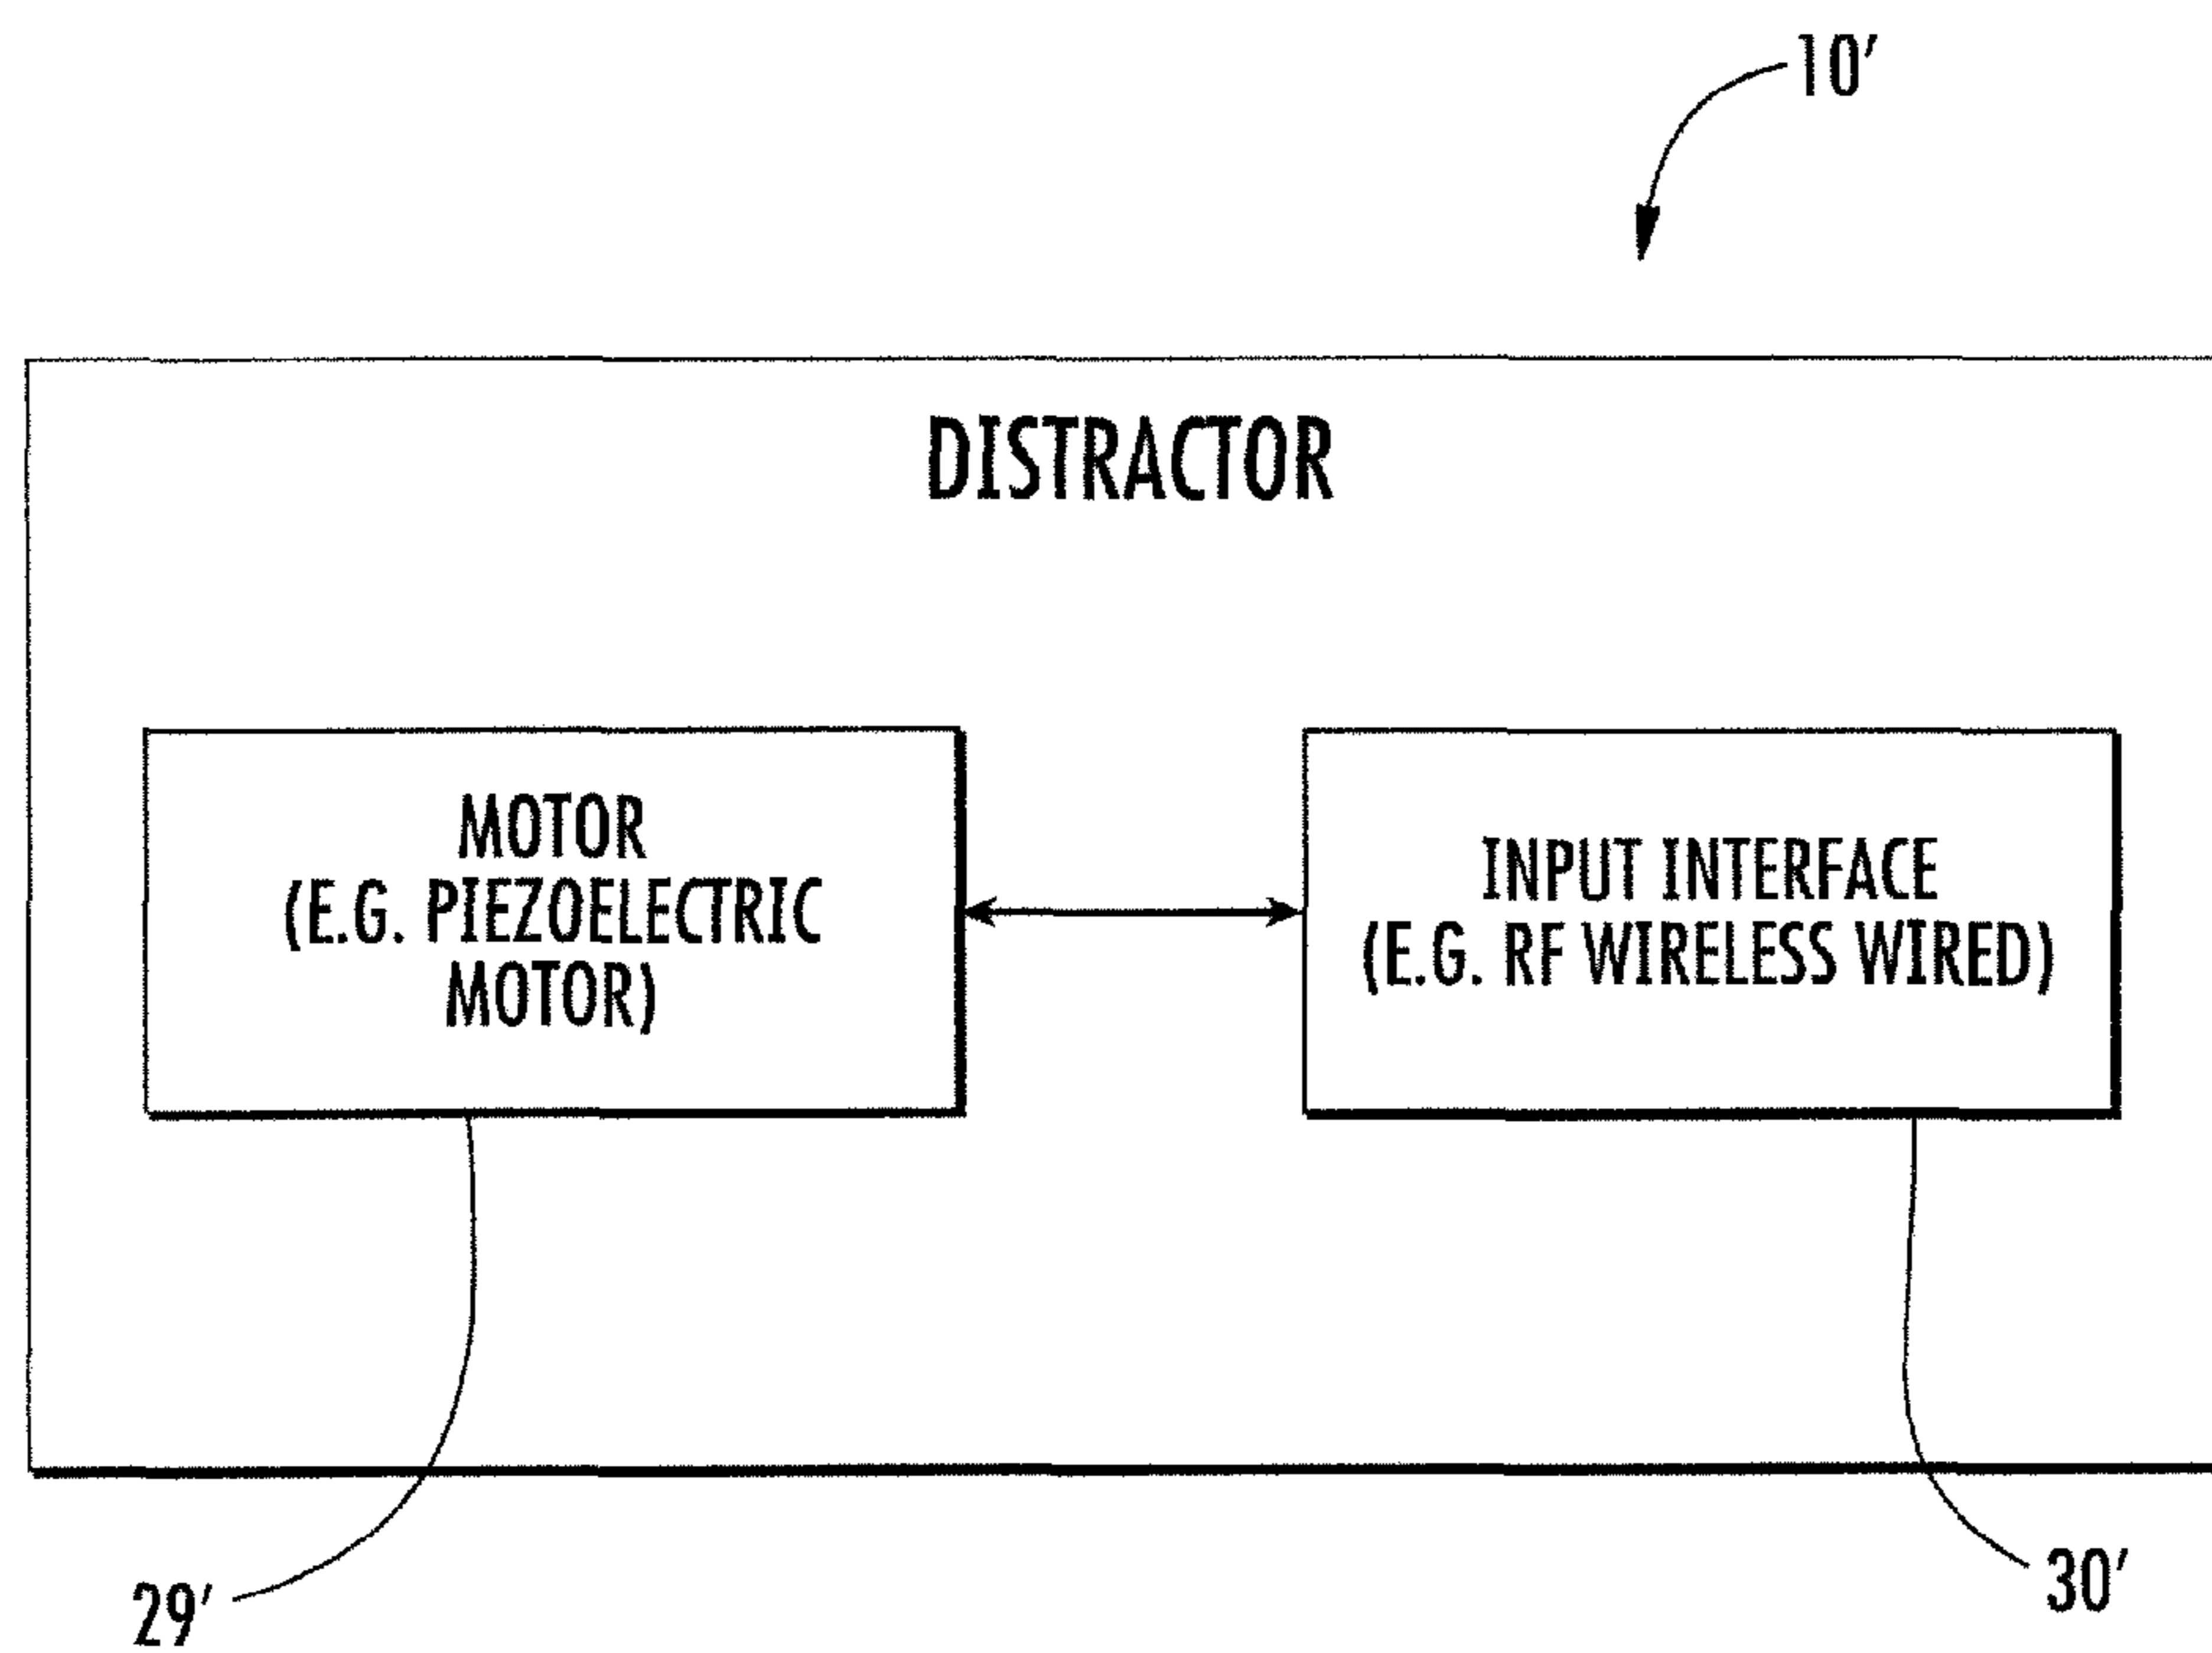 10'
DISTRACTOR
MOTOR
(E.G. PIEZOELECTRIC
MOTOR)
INPUT INTERFACE
(E.G. RF WIRELESS WIRED)
29'
30'